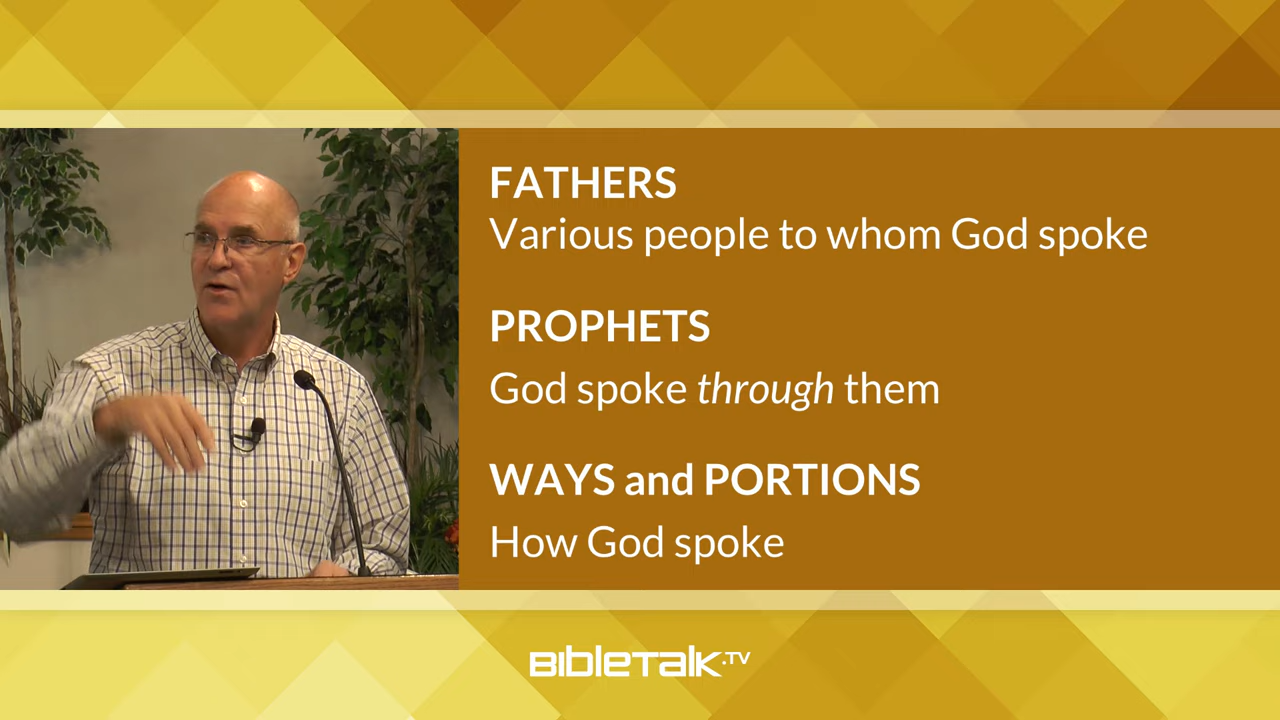 FATHERS
Various people to whom God spoke
PROPHETS
God spoke through them
WAYS and PORTIONS
How God spoke
BIBLETALK.TV